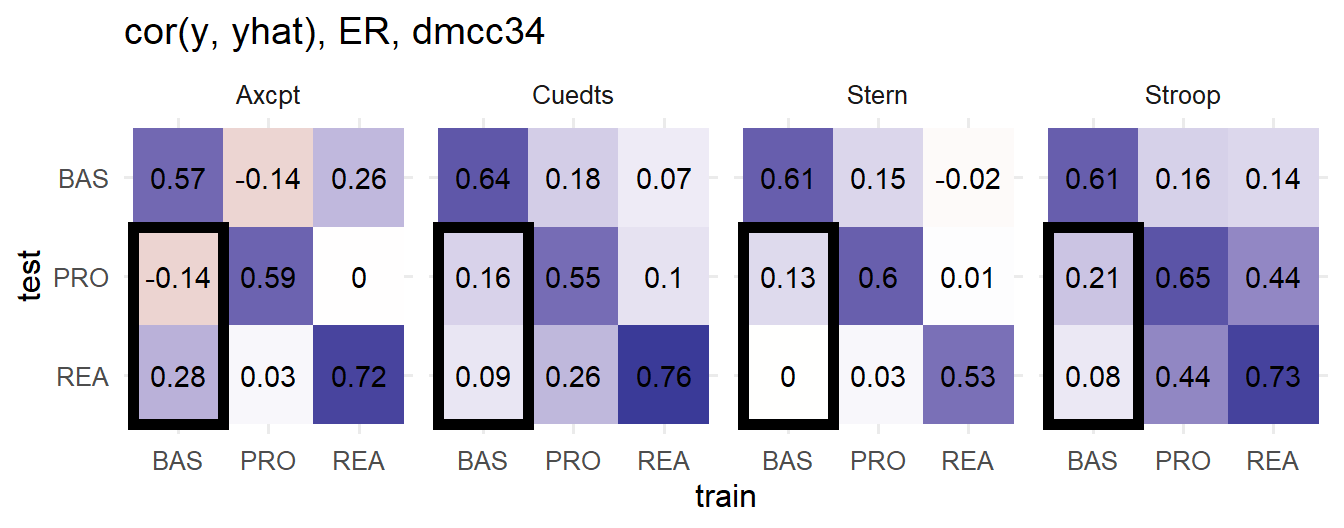 cor(y, yhat), ER, dmcc34
Axcpt Cuedts Stern Stroop
BAS 0.57 -0.14 0.26 0.64 0.18 0.07 0.61 0.15 -0.02 0.61 0.16 0.14
test PRO -0.14 0.59 0 0.16 0.55 0.1 0.13 0.6 0.01 0.21 0.65 0.44
REA 0.28 0.03 0.72 0.09 0.26 0.76 0 0.03 0.53 0.08 0.44 0.73
BAS PRO REA BAS PRO REA BAS PRO REA BAS PRO REA
train